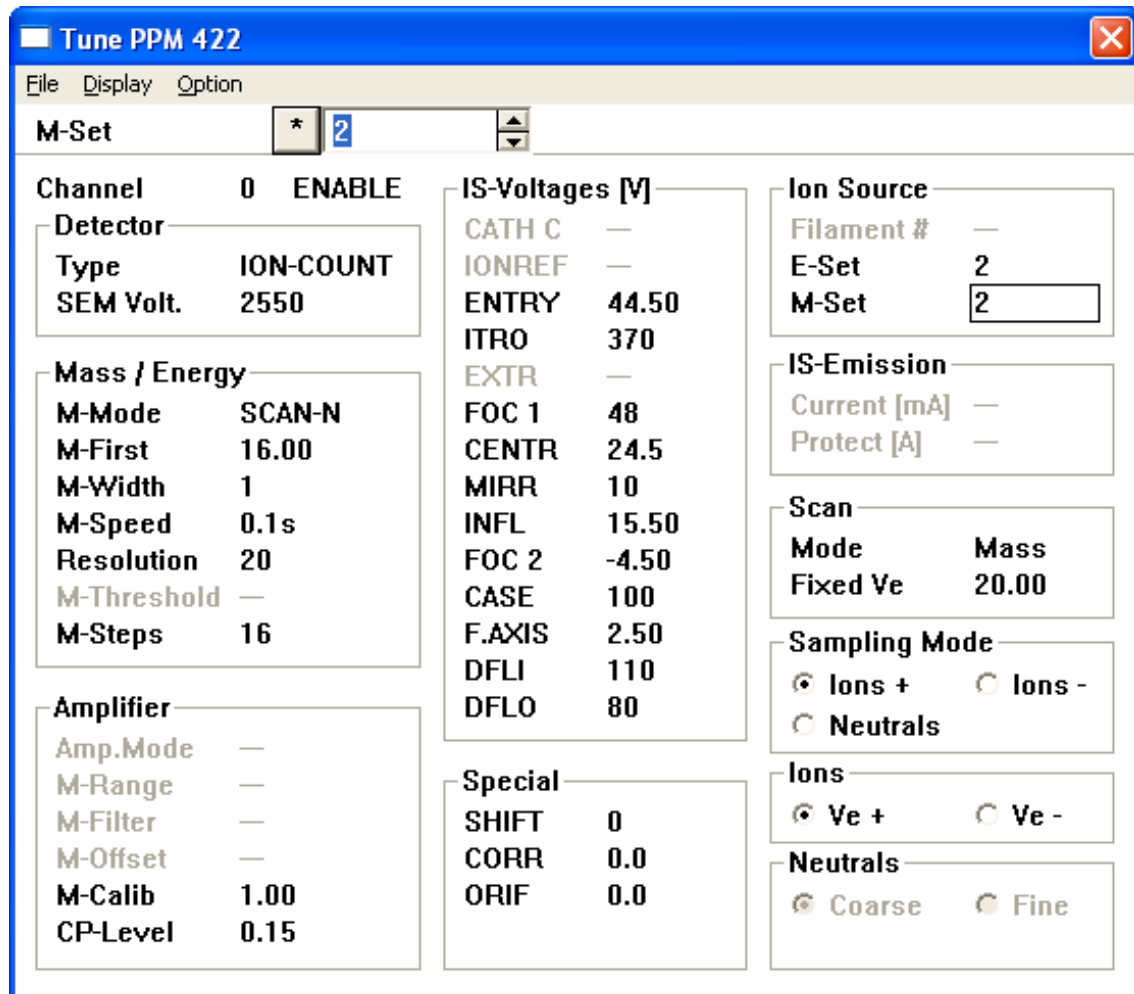 Tune PPM 422
File Display Option
M-Set * 2
Channel 0 ENABLE
Detector
Type ION-COUNT
SEM Volt. 2550
Mass / Energy
M-Mode SCAN-N
M-First 16.00
M-Width 1
M-Speed 0.1s
Resolution 20
M-Threshold —
M-Steps 16
Amplifier
Amp.Mode —
M-Range —
M-Filter —
M-Offset —
M-Calib 1.00
CP-Level 0.15
IS-Voltages [V]
CATH C —
IONREF —
ENTRY 44.50
ITRO 370
EXTR —
FOC 1 48
CENTR 24.5
MIRR 10
INFL 15.50
FOC 2 -4.50
CASE 100
F.AXIS 2.50
DFLI 110
DFLO 80
Special
SHIFT 0
CORR 0.0
ORIF 0.0
Ion Source
Filament # —
E-Set 2
M-Set 2
IS-Emission
Current [mA] —
Protect [A] —
Scan
Mode Mass
Fixed Ve 20.00
Sampling Mode
Ions + Ions -
Neutrals
Ions
Ve + Ve -
Neutrals
Coarse Fine